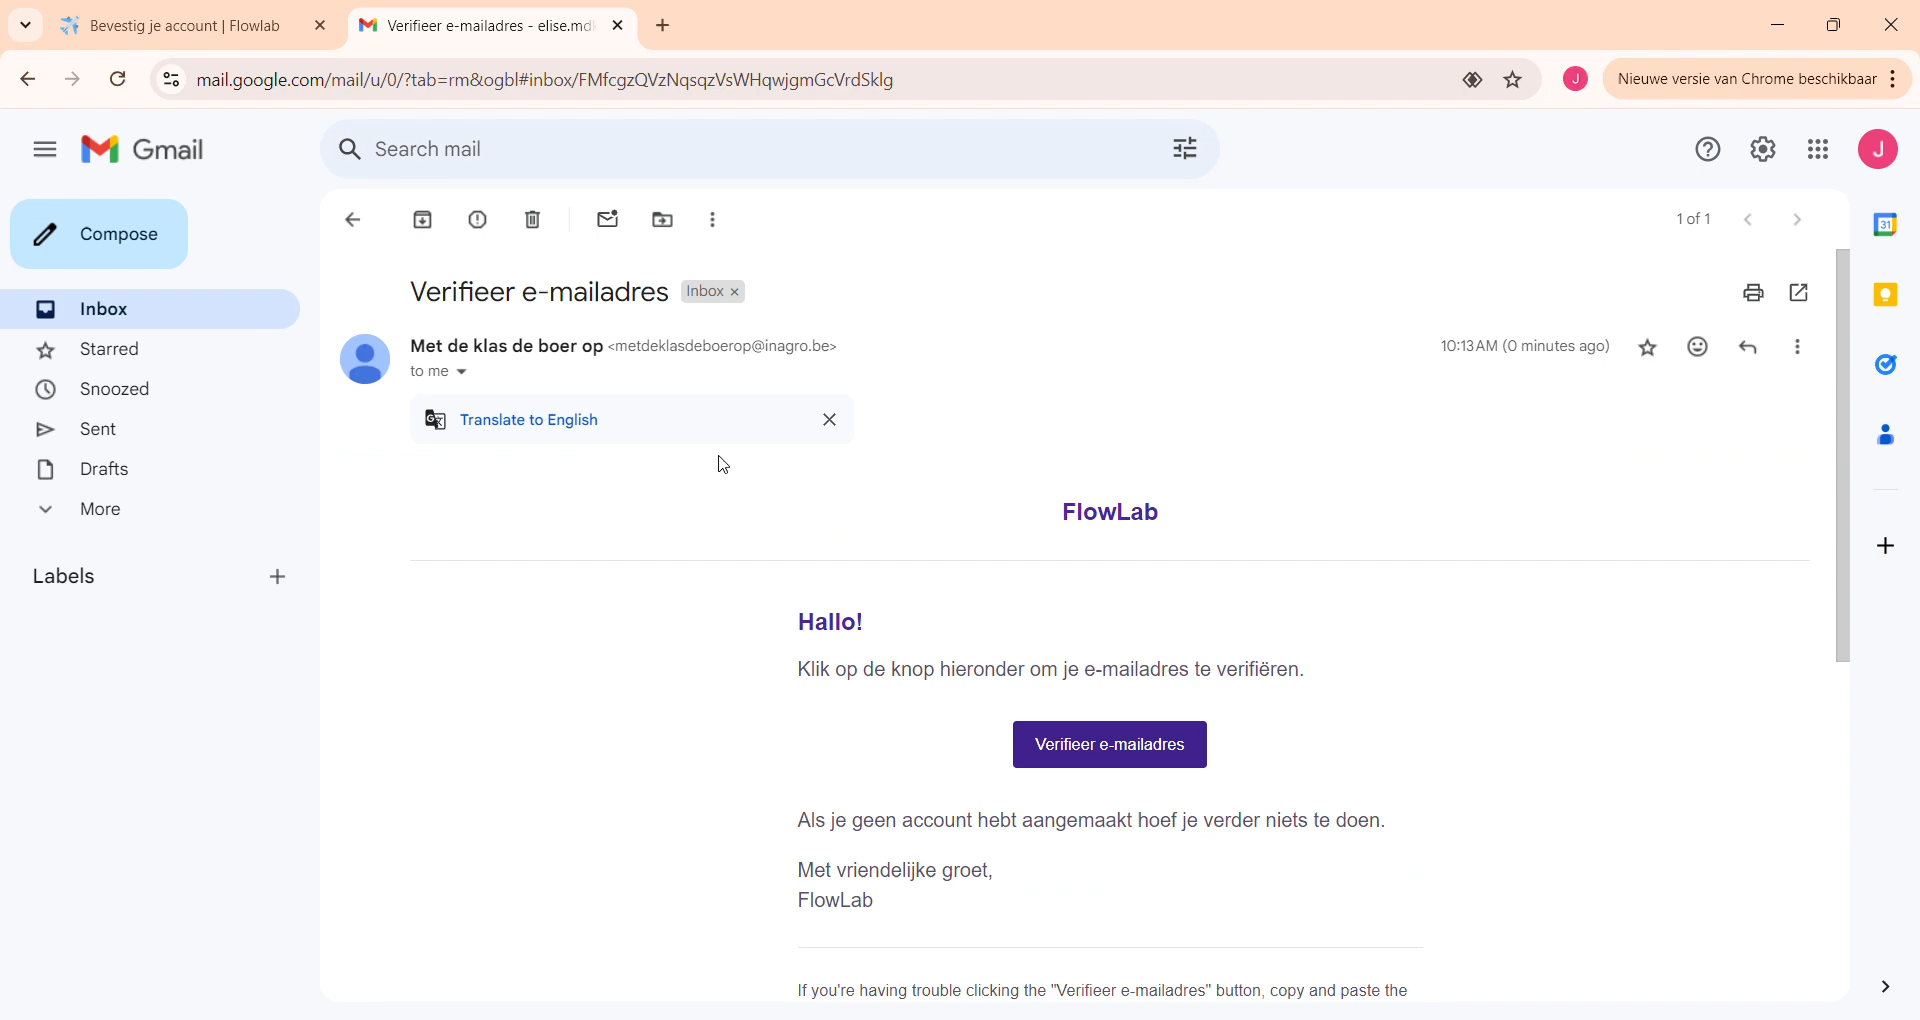 Bevestig je account | Flowlab
Verifieer e-mailadres - elise.md
mail.google.com/mail/u/0/?tab=rm&ogbl#inbox/FMfcgzQVzNqsqzVsWHqwjgmGcVrdSklg
J
Nieuwe versie van Chrome beschikbaar
Gmail
Search mail
J
Compose
1 of 1
31
Inbox
Starred
Snoozed
Sent
Drafts
More
Labels
Verifieer e-mailadres Inbox ×
Met de klas de boer op <metdeklasdeboerop@inagro.be>
10:13 AM (0 minutes ago)
to me
Translate to English
FlowLab
Hallo!
Klik op de knop hieronder om je e-mailadres te verifiëren.
Verifieer e-mailadres
Als je geen account hebt aangemaakt hoef je verder niets te doen.
Met vriendelijke groet,
FlowLab
If you're having trouble clicking the "Verifieer e-mailadres" button, copy and paste the